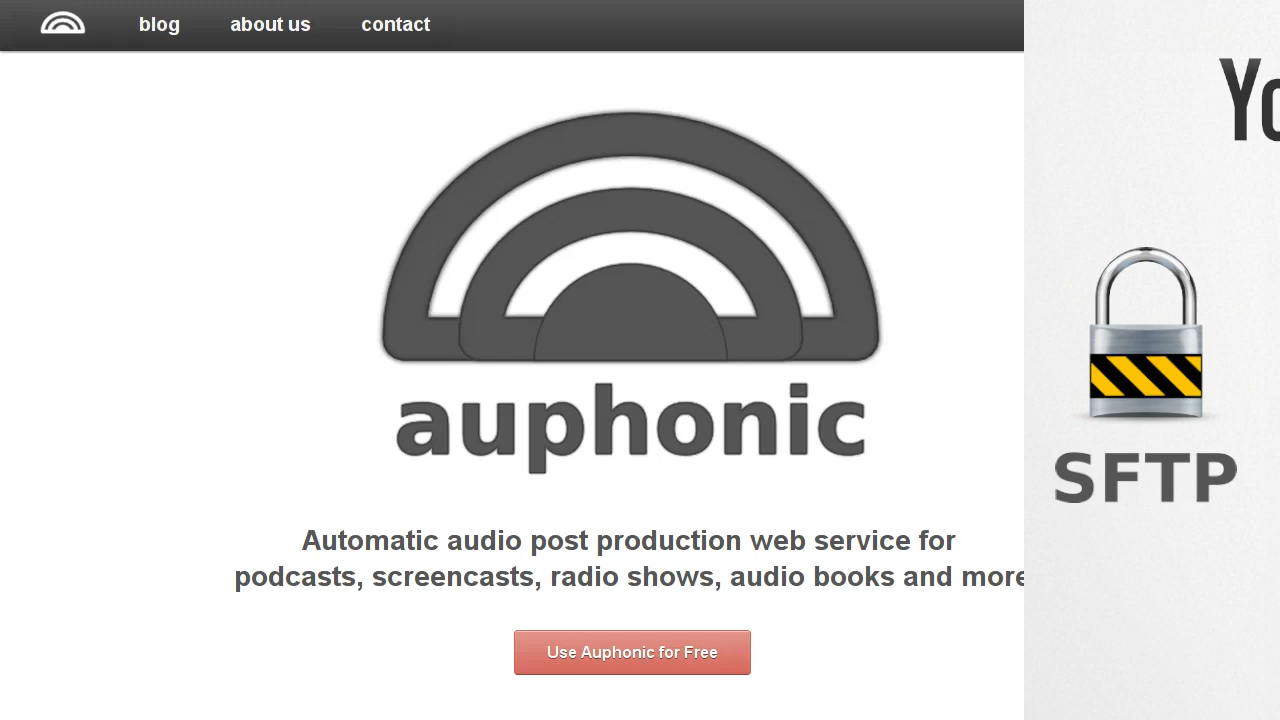 blog about us contact
auphonic
Automatic audio post production web service for
podcasts, screencasts, radio shows, audio books and more
Use Auphonic for Free
SFTP